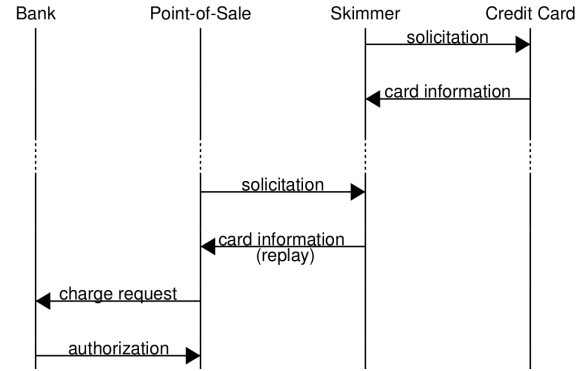 Bank Point-of-Sale Skimmer Credit Card
solicitation
card information
solicitation
card information
(replay)
charge request
authorization